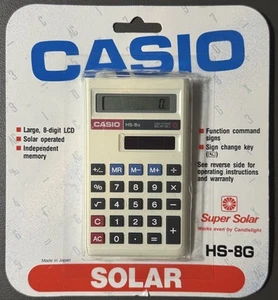 CASIO
• Large, 8-digit LCD
• Solar operated
• Independent
memory
• Function command
signs
• Sign change key
(+/−)
See reverse side for
operating instructions
and warranty
0.
CASIO HS-8G
+/− MR M− M+ ÷
% 7 8 9 ×
√ 4 5 6 −
C 1 2 3 +
AC 0 . =
Super Solar
Works even by Candlelight
HS-8G
Made in Japan
SOLAR